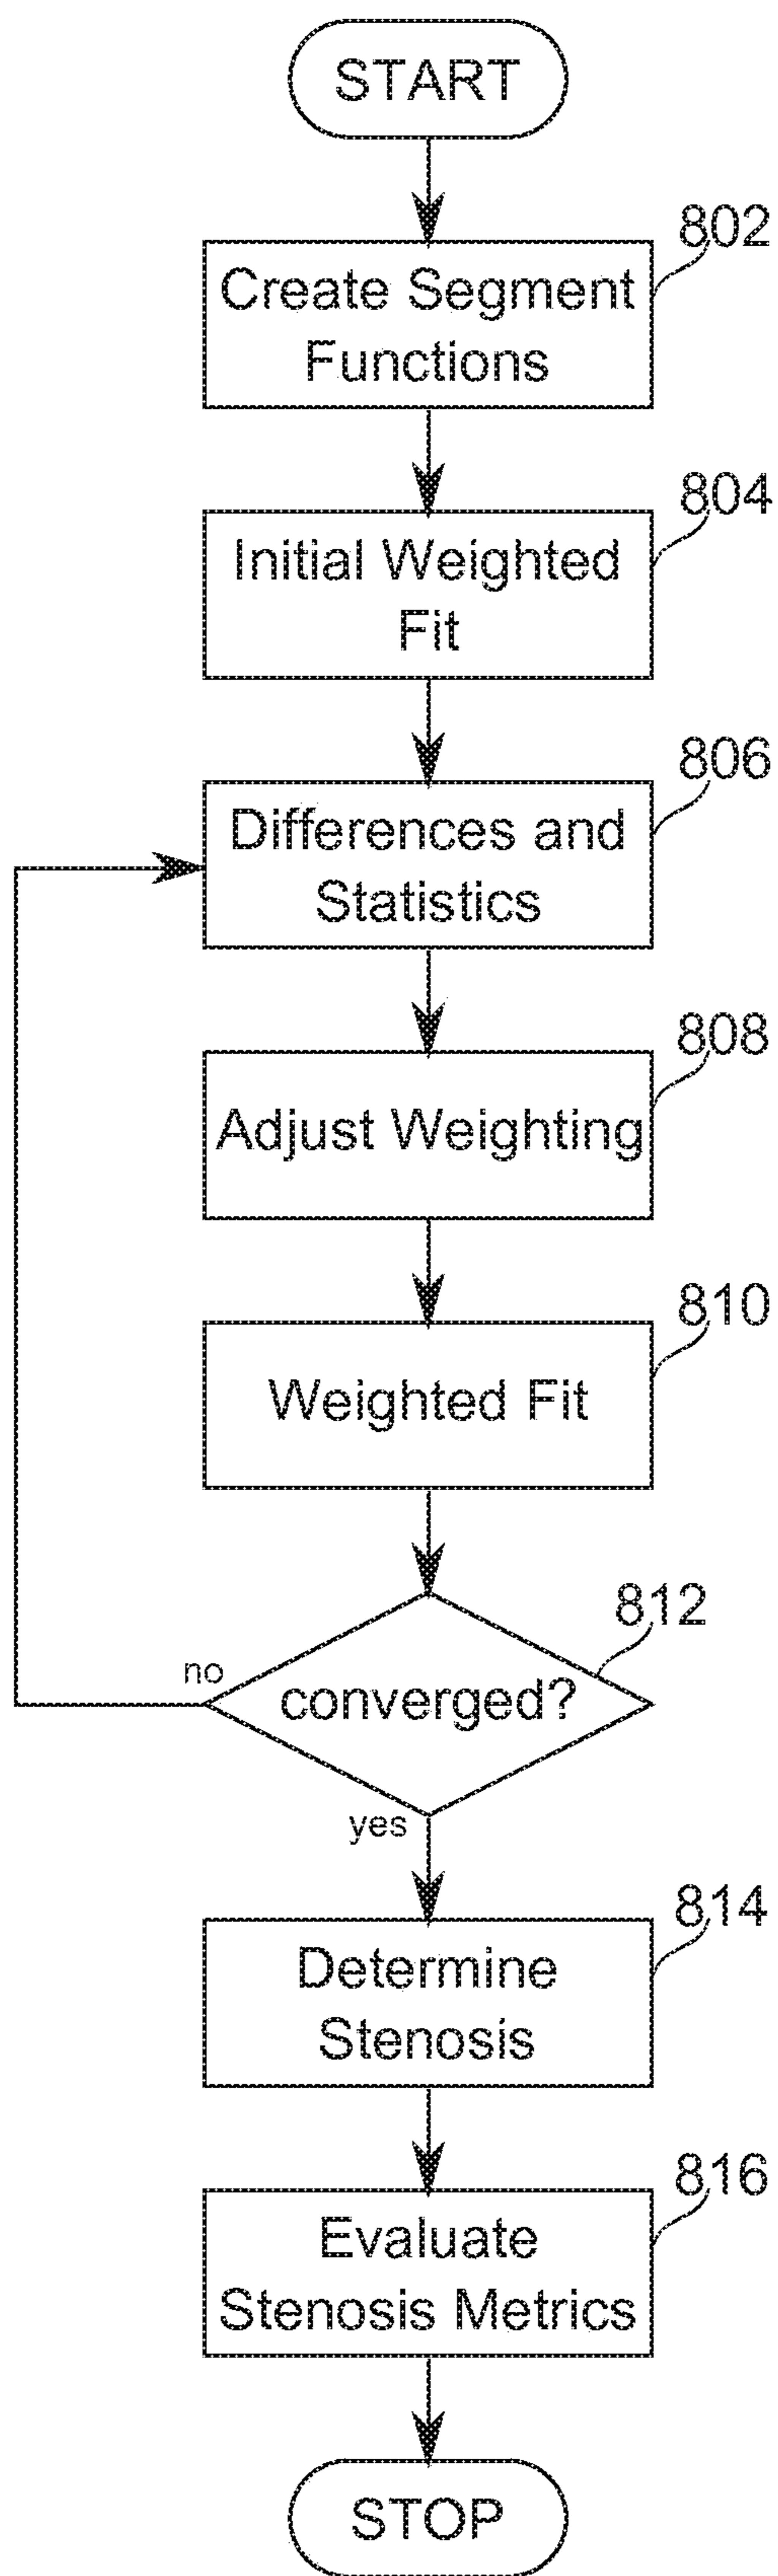 START
802
Create Segment
Functions
804
Initial Weighted
Fit
806
Differences and
Statistics
808
Adjust Weighting
810
Weighted Fit
812
no
converged?
yes
814
Determine
Stenosis
816
Evaluate
Stenosis Metrics
STOP